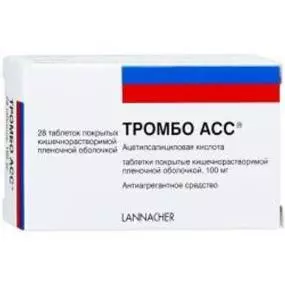 ТРОМБО АСС
28 таблеток покрытых
кишечнорастворимой
пленочной оболочкой
ТРОМБО АСС®
Ацетилсалициловая кислота
таблетки покрытые кишечнорастворимой
пленочной оболочкой, 100 мг
Антиагрегантное средство
LANNACHER